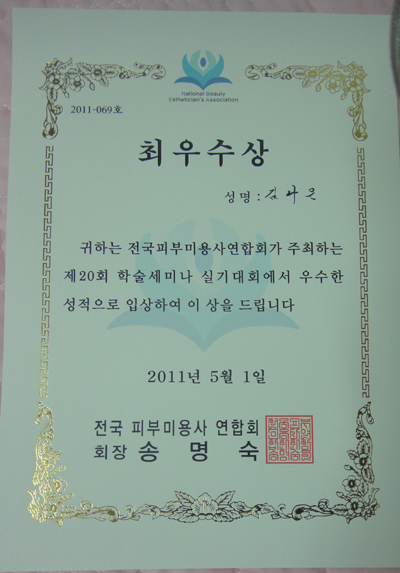 National Beauty
Esthetician's Association
2011-069호
최우수상
성명 : 김나은
귀하는 전국피부미용사연합회가 주최하는
제20회 학술세미나 실기대회에서 우수한
성적으로 입상하여 이 상을 드립니다
2011년 5월 1일
전국 피부미용사 연합회
회장 송명숙